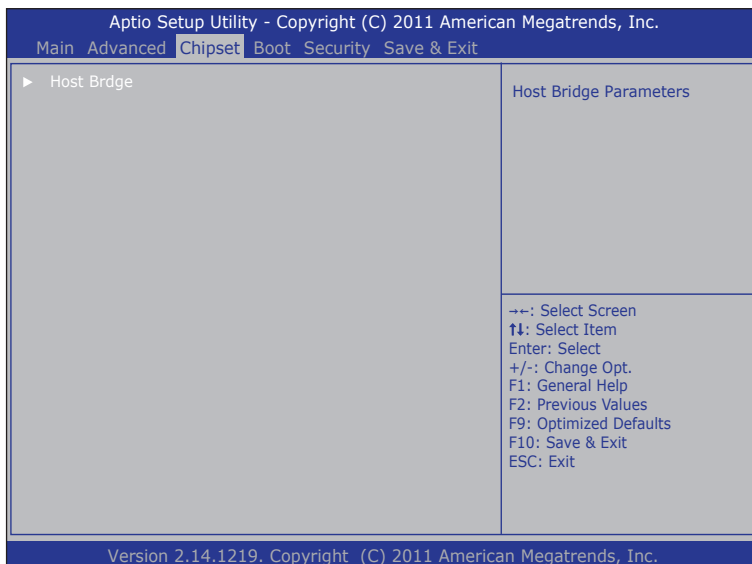 Aptio Setup Utility - Copyright (C) 2011 American Megatrends, Inc.
Main Advanced Chipset Boot Security Save & Exit
► Host Brdge
Host Bridge Parameters
→←: Select Screen
↑↓: Select Item
Enter: Select
+/-: Change Opt.
F1: General Help
F2: Previous Values
F9: Optimized Defaults
F10: Save & Exit
ESC: Exit
Version 2.14.1219. Copyright (C) 2011 American Megatrends, Inc.